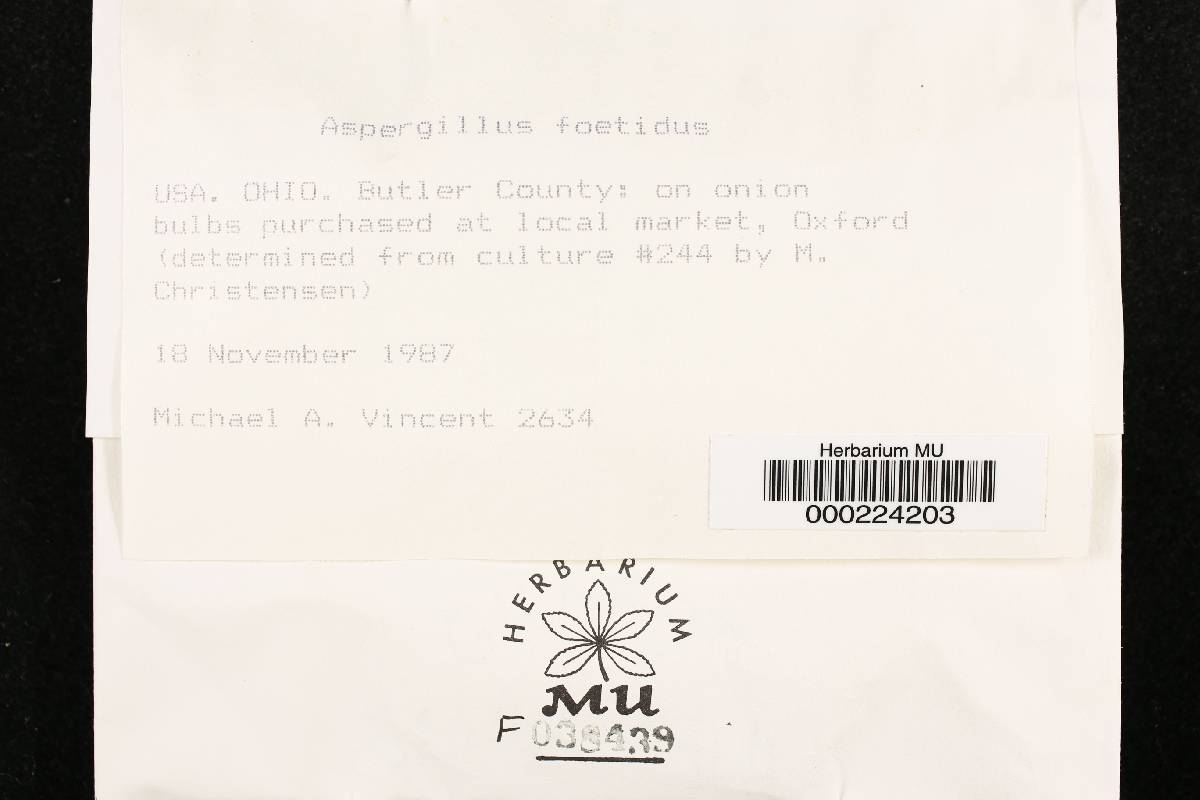 Aspergillus foetidus
USA. OHIO. Butler County: on onion
bulbs purchased at local market, Oxford
(determined from culture #244 by M.
Christensen)
18 November 1987
Michael A. Vincent 2634
Herbarium MU
000224203
HERBARIUM
MU
F 038439